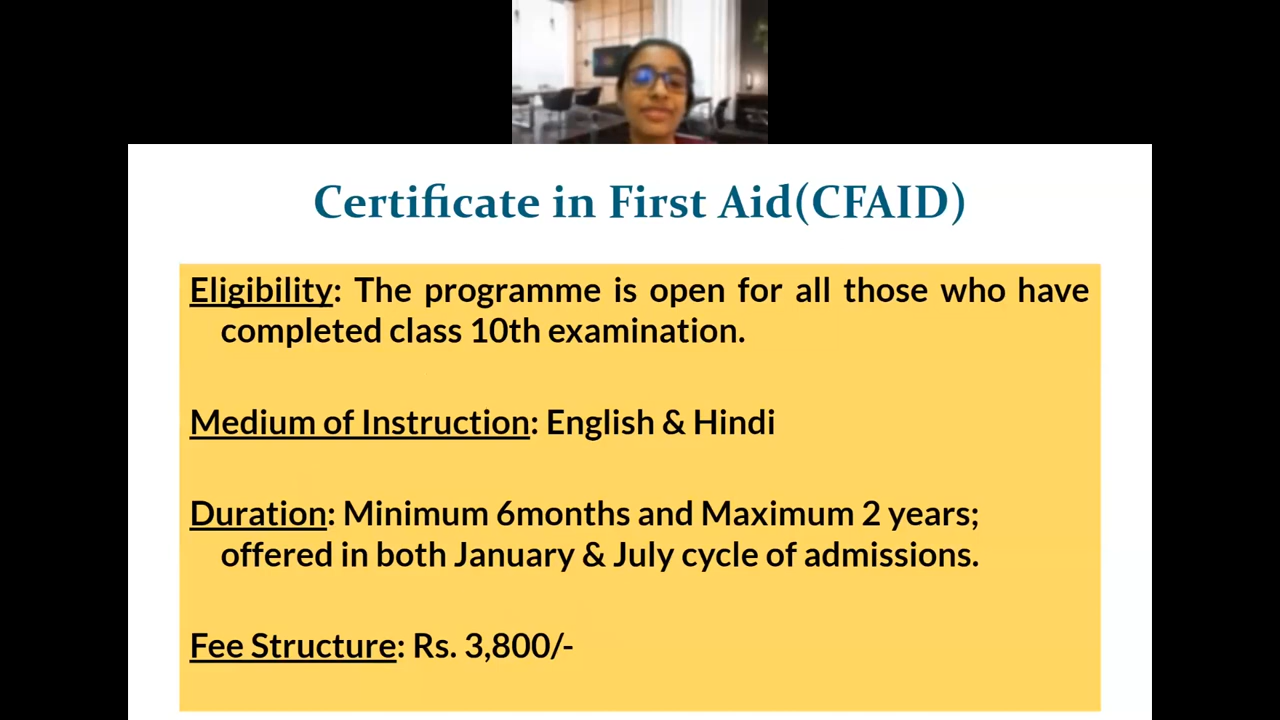 Certificate in First Aid(CFAID)
Eligibility: The programme is open for all those who have
completed class 10th examination.
Medium of Instruction: English & Hindi
Duration: Minimum 6months and Maximum 2 years;
offered in both January & July cycle of admissions.
Fee Structure: Rs. 3,800/-